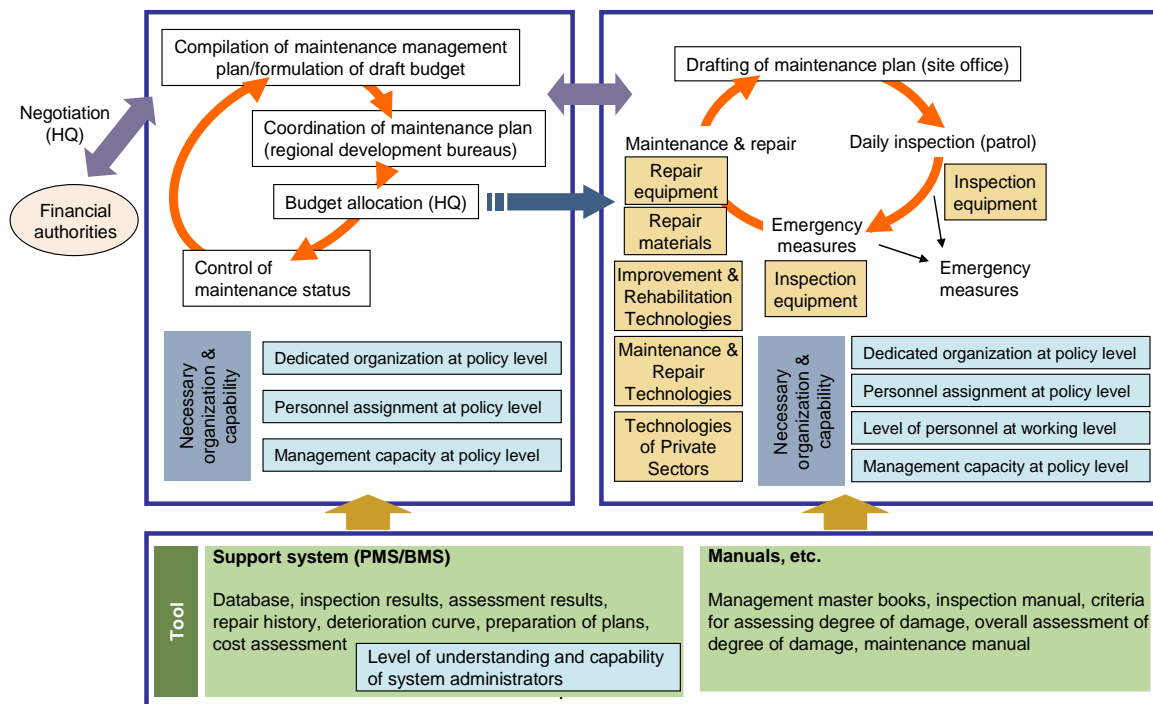 Compilation of maintenance management
plan/formulation of draft budget
Negotiation
(HQ)
Coordination of maintenance plan
(regional development bureaus)
Budget allocation (HQ)
Financial
authorities
Control of
maintenance status
Necessary
organization &
capability
Dedicated organization at policy level
Personnel assignment at policy level
Management capacity at policy level
Drafting of maintenance plan (site office)
Maintenance & repair
Daily inspection (patrol)
Repair
equipment
Inspection
equipment
Repair
materials
Emergency
measures
Emergency
measures
Improvement &
Rehabilitation
Technologies
Inspection
equipment
Maintenance &
Repair
Technologies
Technologies
of Private
Sectors
Necessary
organization &
capability
Dedicated organization at policy level
Personnel assignment at policy level
Level of personnel at working level
Management capacity at policy level
Tool
Support system (PMS/BMS)
Database, inspection results, assessment results,
repair history, deterioration curve, preparation of plans,
cost assessment
Level of understanding and capability
of system administrators
Manuals, etc.
Management master books, inspection manual, criteria
for assessing degree of damage, overall assessment of
degree of damage, maintenance manual